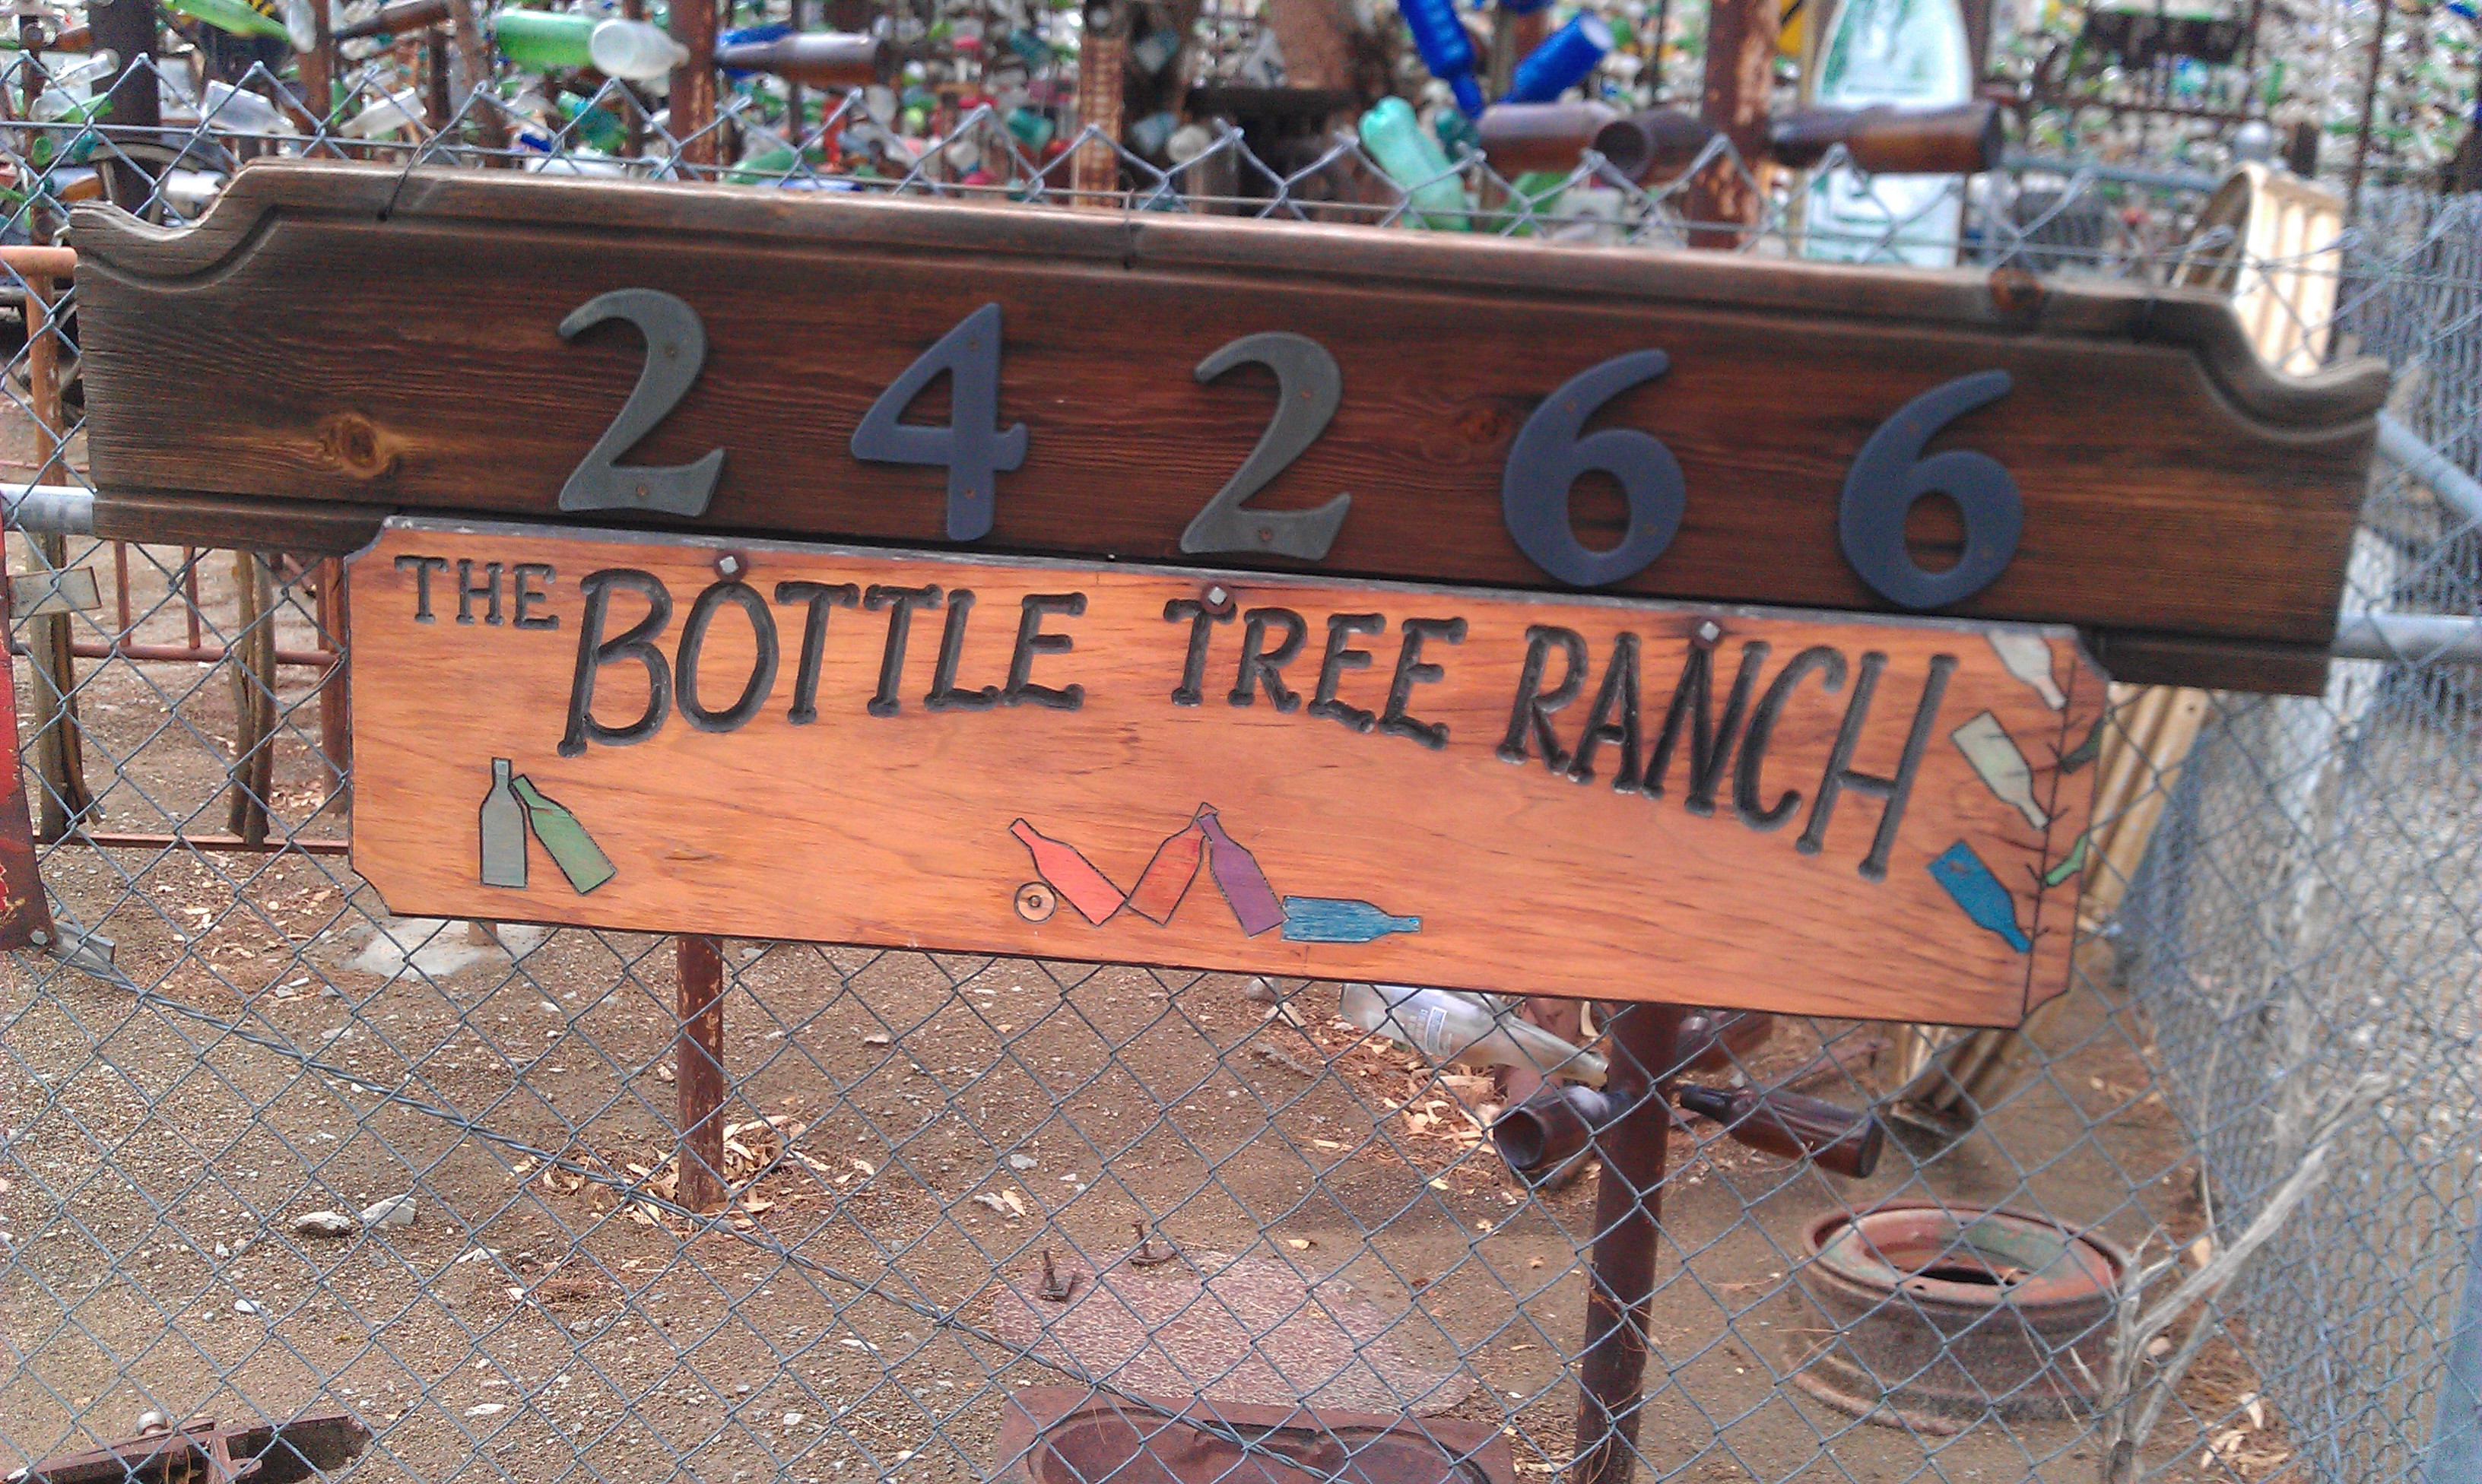 24266
THE BOTTLE TREE RANCH